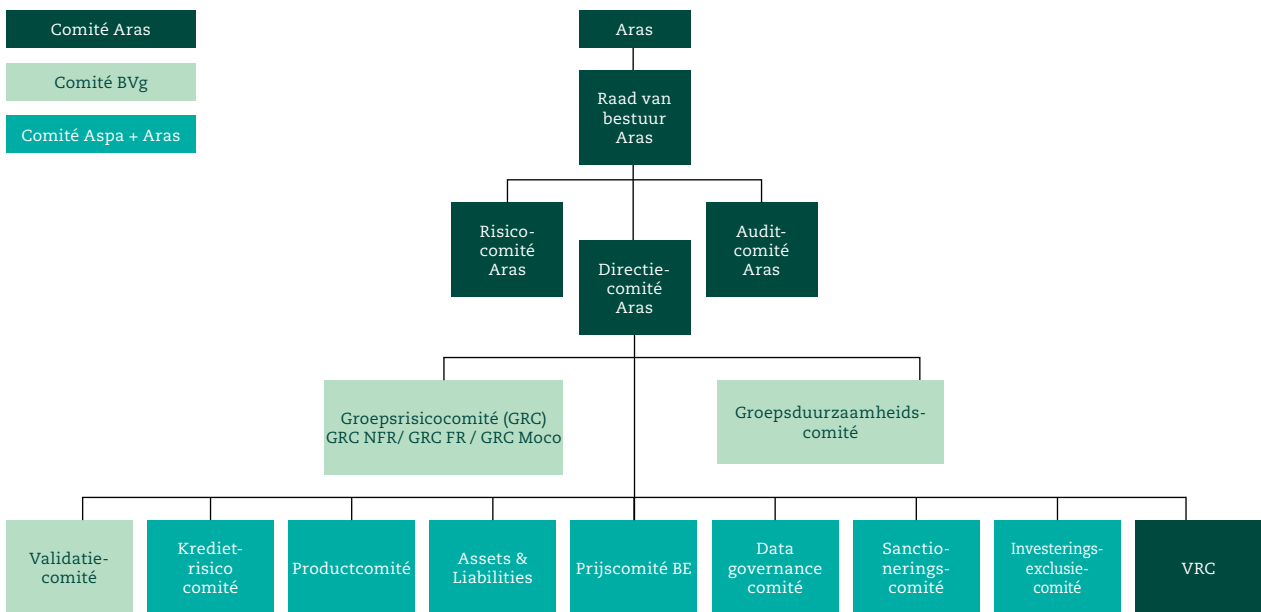 Comité Aras
Comité BVg
Comité Aspa + Aras
Aras
Raad van
bestuur
Aras
Risico-
comité
Aras
Directie-
comité
Aras
Audit-
comité
Aras
Groepsrisicocomité (GRC)
GRC NFR/ GRC FR / GRC Moco
Groepsduurzaamheids-
comité
Validatie-
comité
Krediet-
risico
comité
Productcomité
Assets &
Liabilities
Prijscomité BE
Data
governance
comité
Sanctio-
nerings-
comité
Investerings-
exclusie-
comité
VRC